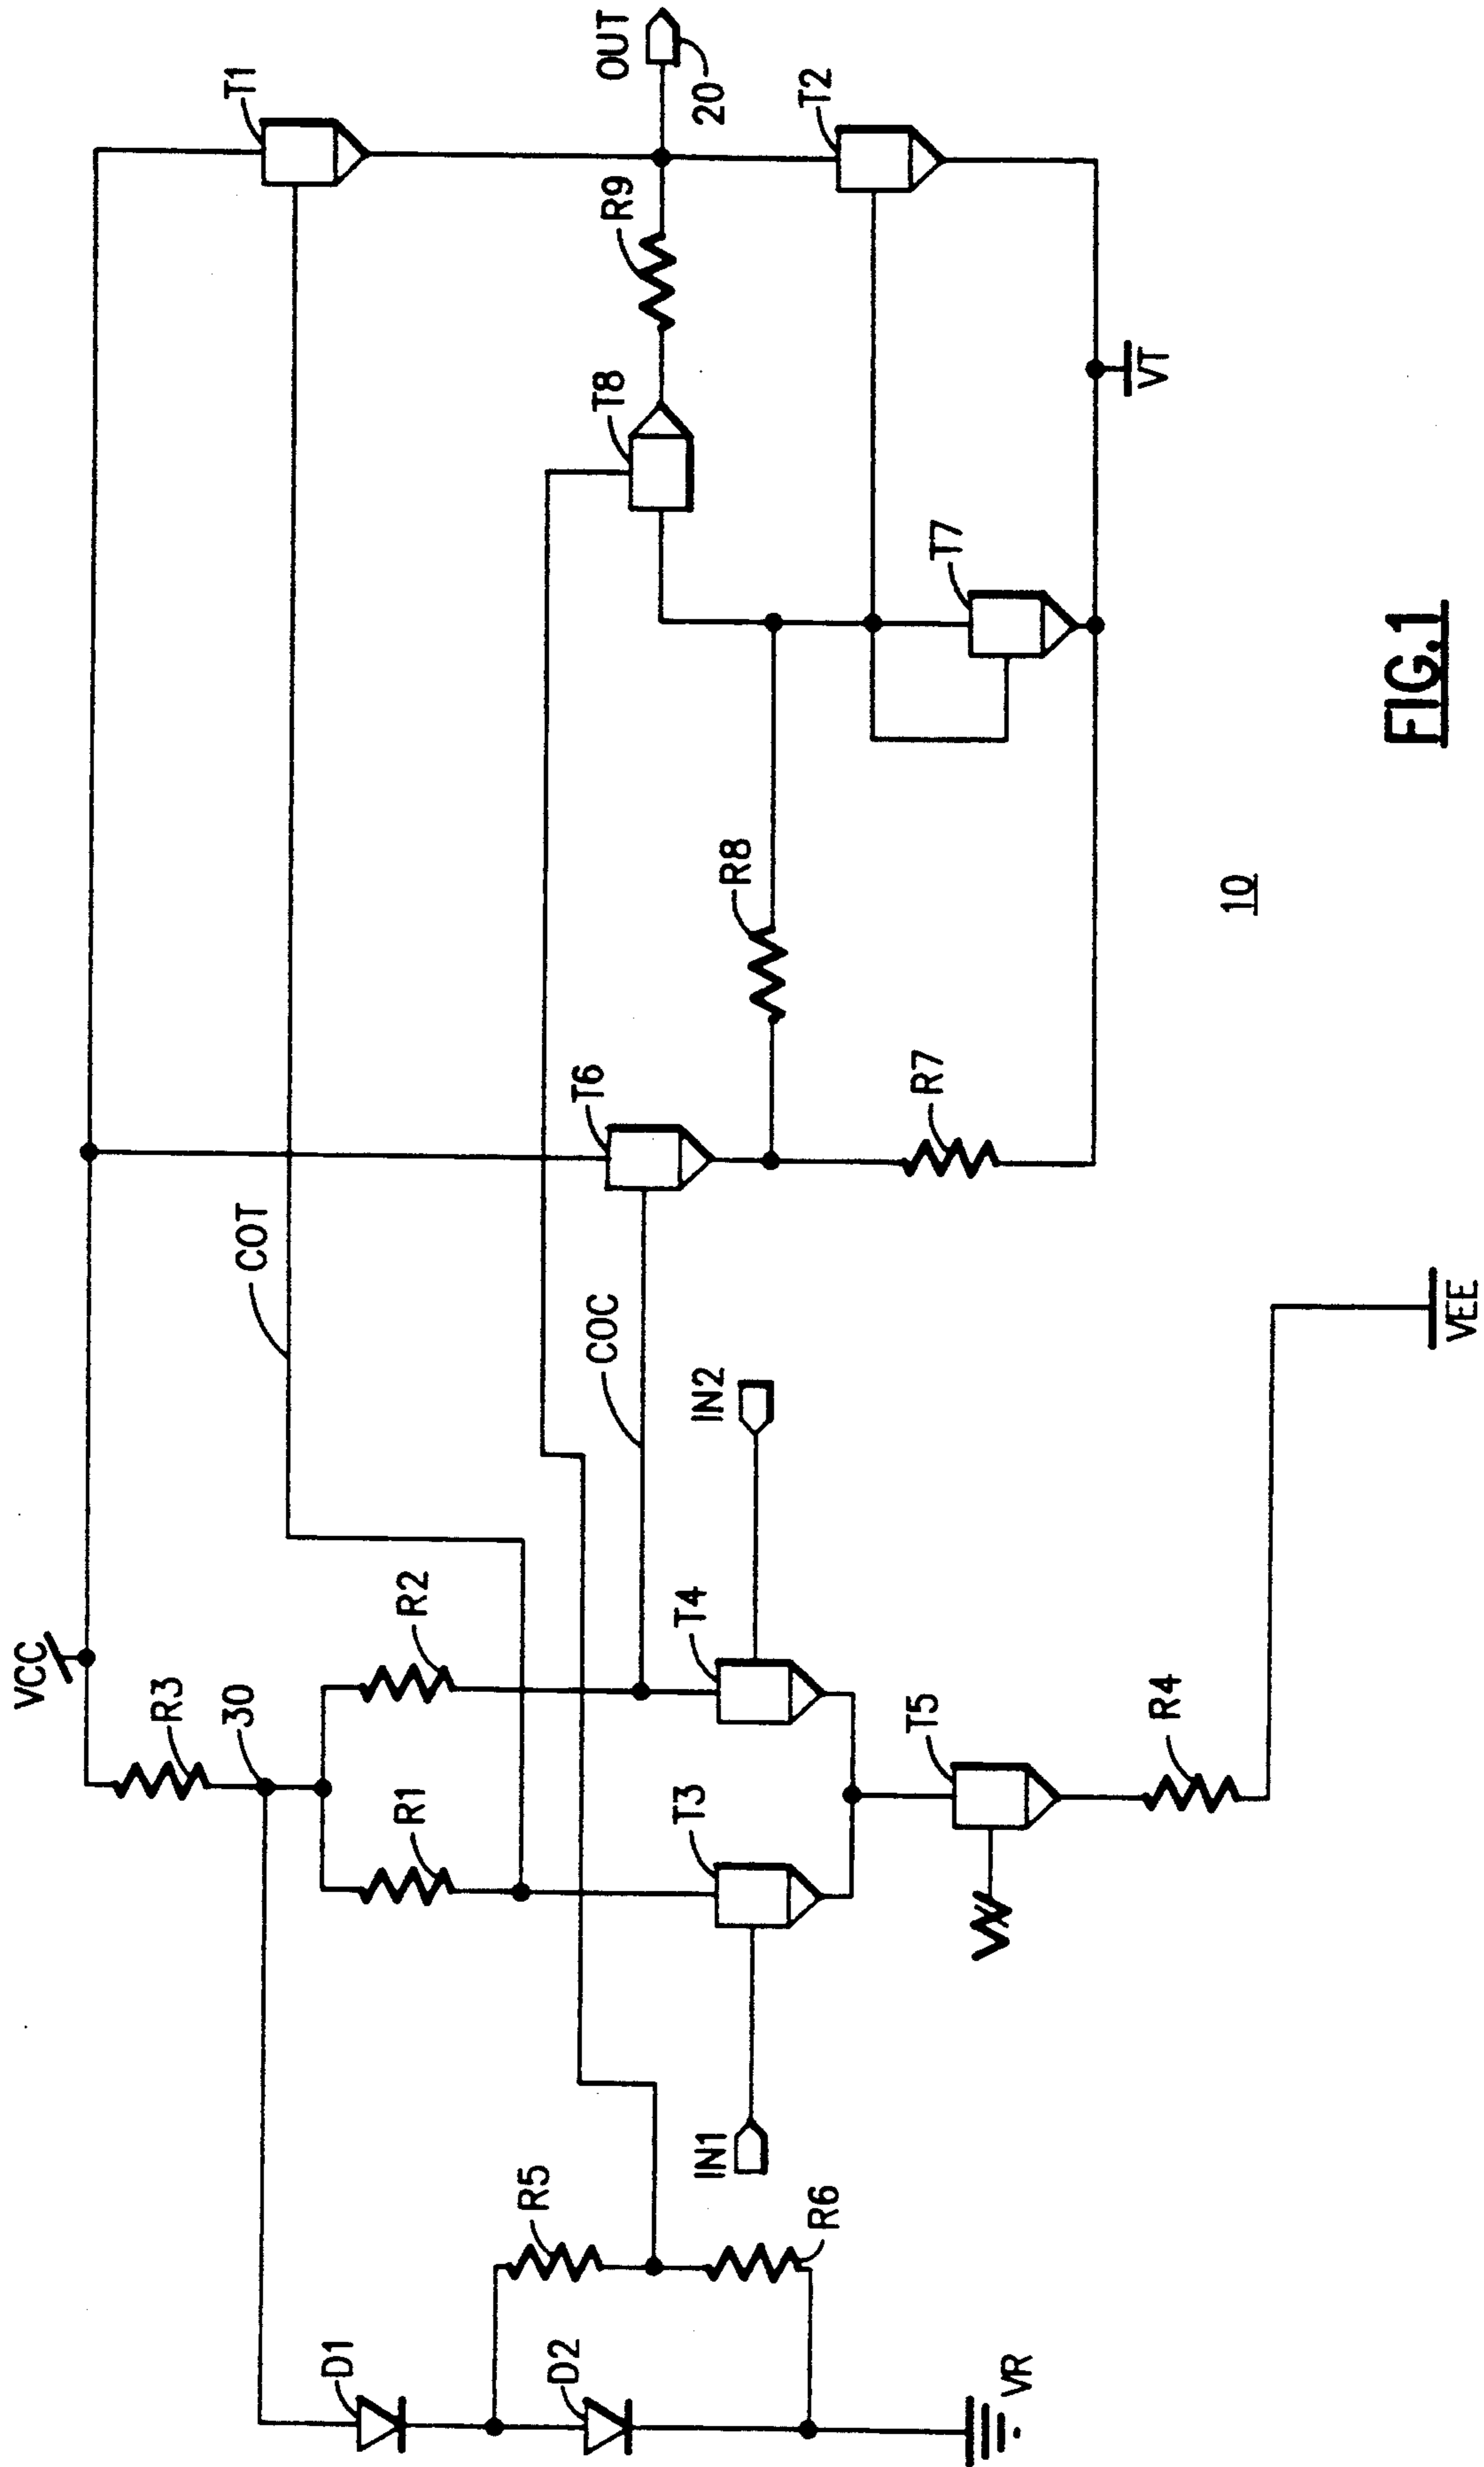 VCC
T1
COT
R3
30
R1
R2
D1
D2
R5
R6
VR
IN1
T3
T4
IN2
COC
T5
R4
VEE
T6
R7
R8
T7
T8
R9
OUT
20
T2
VT
10
FIG.1